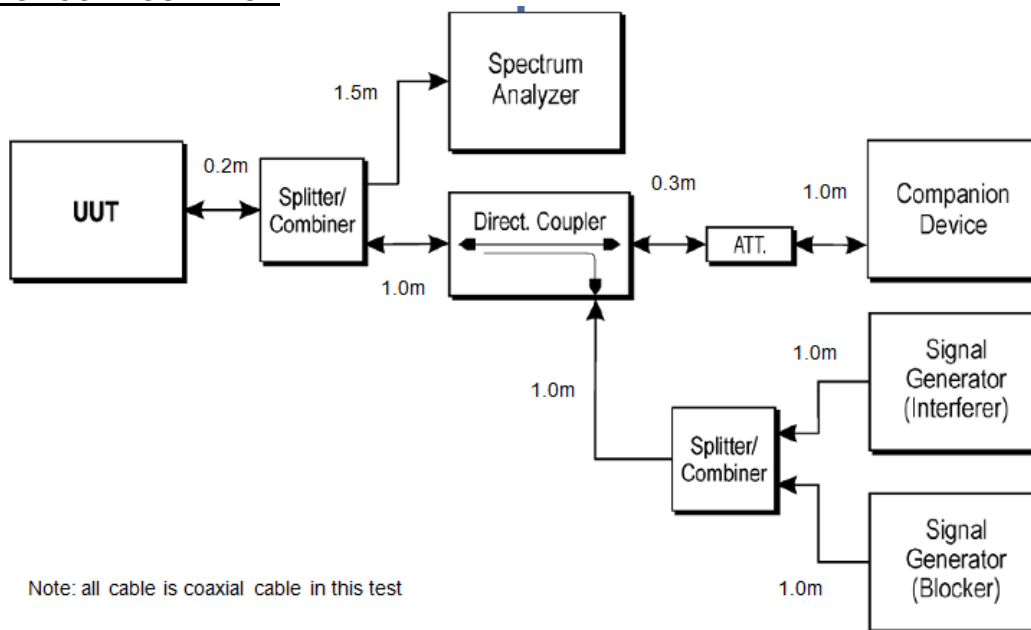 Spectrum
Analyzer
1.5m
UUT
0.2m
Splitter/
Combiner
1.0m
Direct. Coupler
0.3m
ATT.
1.0m
Companion
Device
1.0m
Splitter/
Combiner
1.0m
Signal
Generator
(Interferer)
1.0m
Signal
Generator
(Blocker)
Note: all cable is coaxial cable in this test